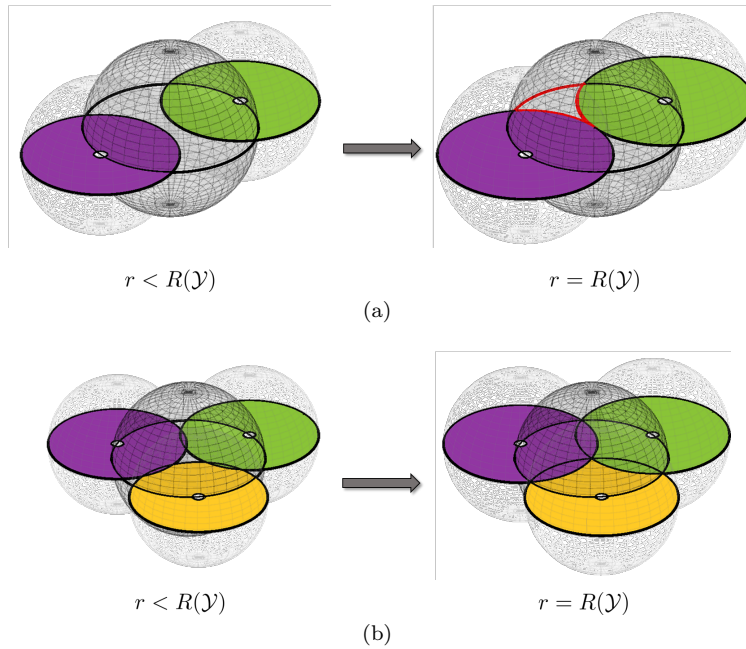 r < R(𝒴) r = R(𝒴)
(a)
r < R(𝒴) r = R(𝒴)
(b)